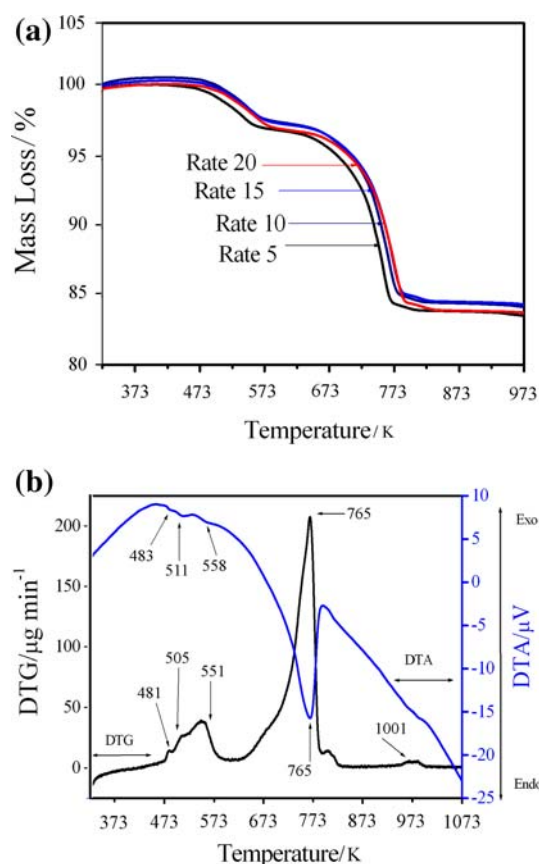 (a)
105
100
95
90
85
80
Mass Loss/ %
Rate 20
Rate 15
Rate 10
Rate 5
373 473 573 673 773 873 973
Temperature/K
(b)
200
150
100
50
0
DTG/µg min⁻¹
483
511
558
765
481
505
551
DTG
765
DTA
1001
10
5
0
-5
-10
-15
-20
-25
DTA/µV
Exo
Endo
373 473 573 673 773 873 973 1073
Temperature/K